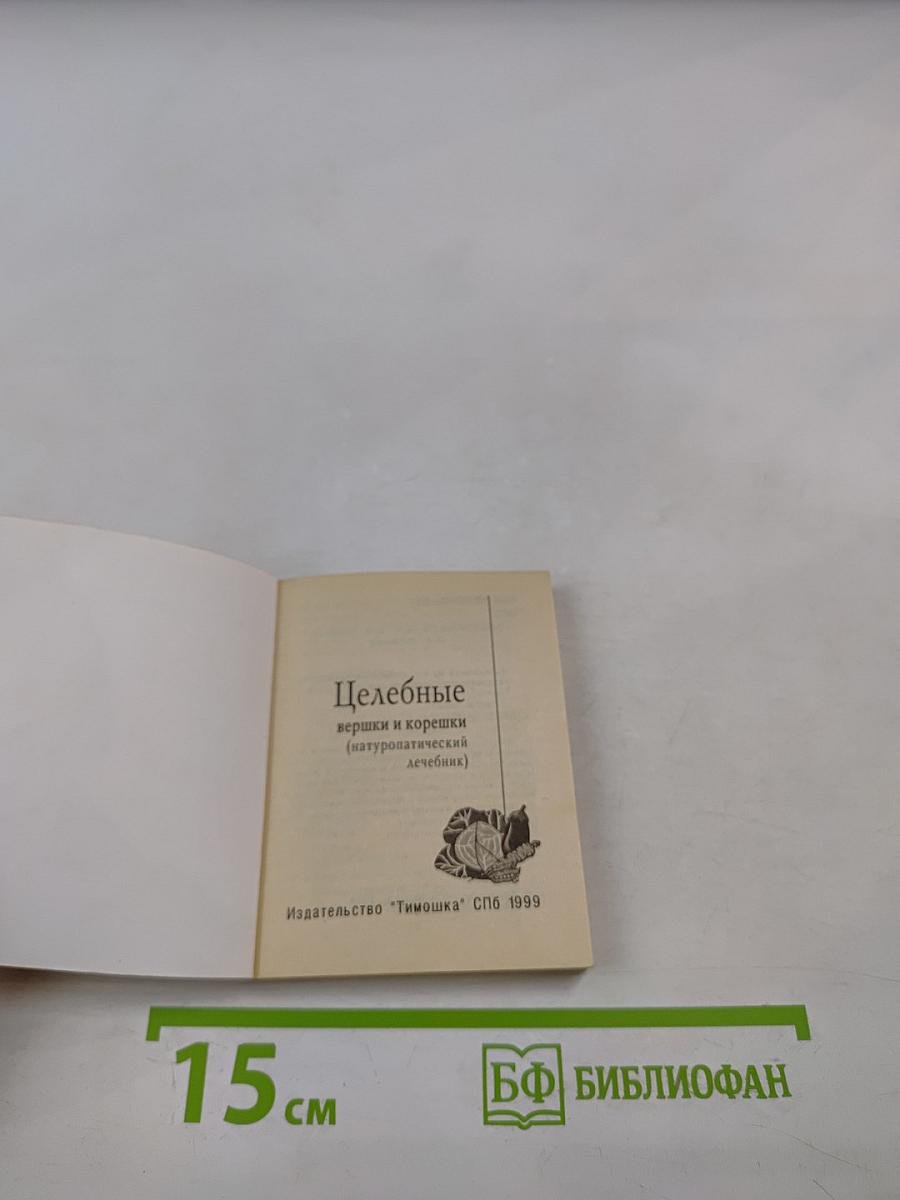 Целебные
вершки и корешки
(натуропатический
лечебник)
Издательство "Тимошка" СПб 1999
15 см
БФ БИБЛИОФАН